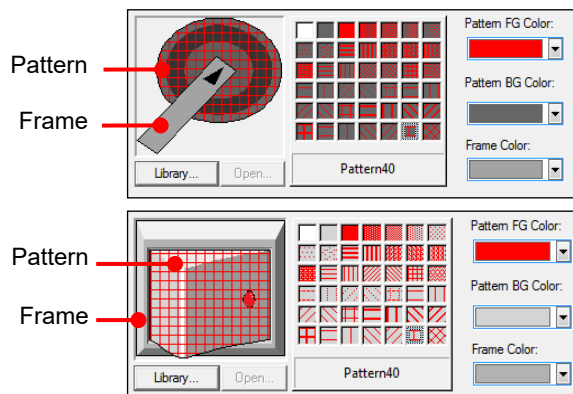 Pattern
Frame
Library...
Open...
Pattern40
Pattern FG Color:
Pattern BG Color:
Frame Color:
Pattern
Frame
Library...
Open...
Pattern40
Pattern FG Color:
Pattern BG Color:
Frame Color: